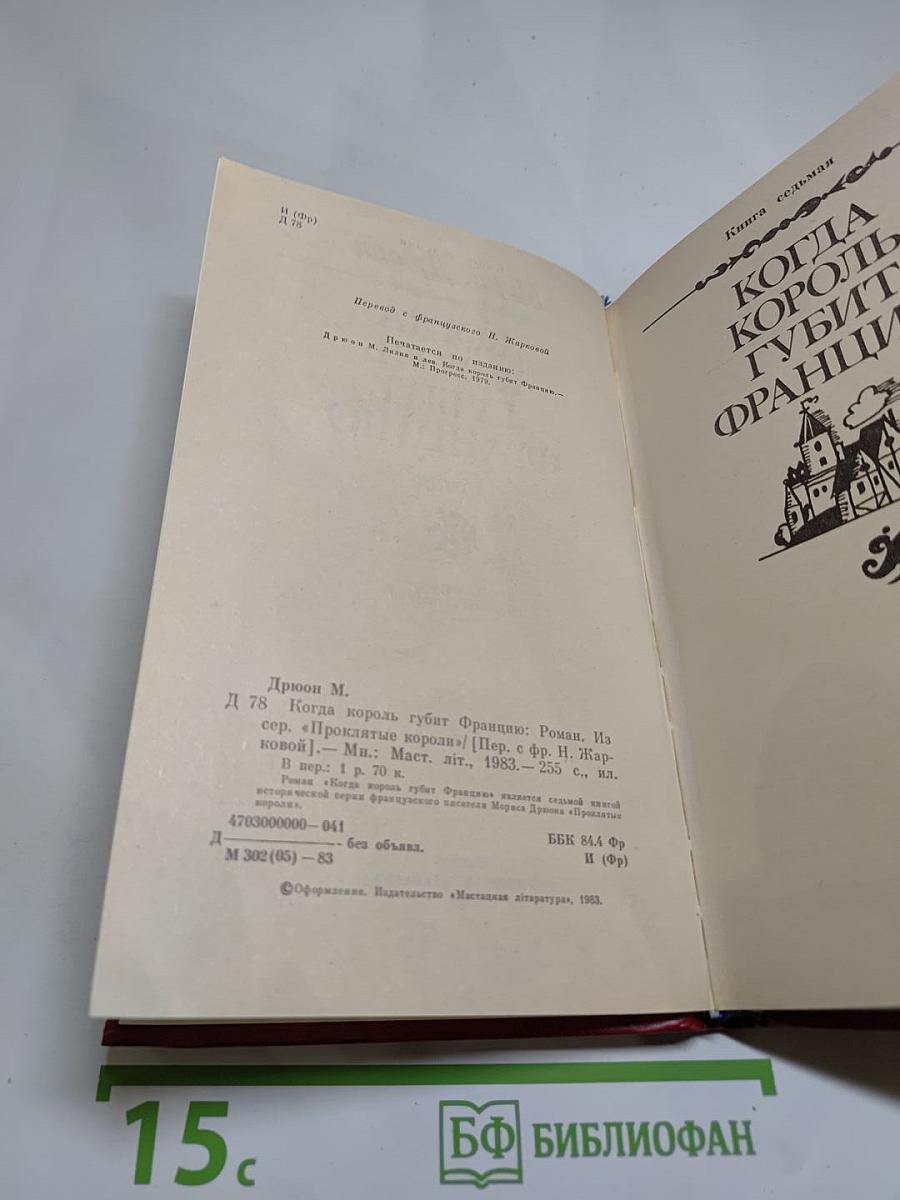 И (Фр)
Д 78
Перевод с французского Н. Жарковой
Печатается по изданию:
Дрюон М. Лилия и лев. Когда король губит Францию.—
М.: Прогресс, 1979.
Дрюон М.
Д 78 Когда король губит Францию: Роман. Из
сер. «Проклятые короли»/ [Пер. с фр. Н. Жар-
ковой].— Мн.: Маст. літ., 1983.— 255 с., ил.
В пер.: 1 р. 70 к.
Роман «Когда король губит Францию» является седьмой книгой
исторической серии французского писателя Мориса Дрюона «Проклятые
короли».
4703000000—041
Д — без объявл.
М 302(05)—83
ББК 84.4 Фр
И (Фр)
©Оформление. Издательство «Мастацкая літаратура», 1983.
Книга седьмая
КОГДА
КОРОЛЬ
ГУБИТ
ФРАНЦИ
15 с
БФ БИБЛИОФАН